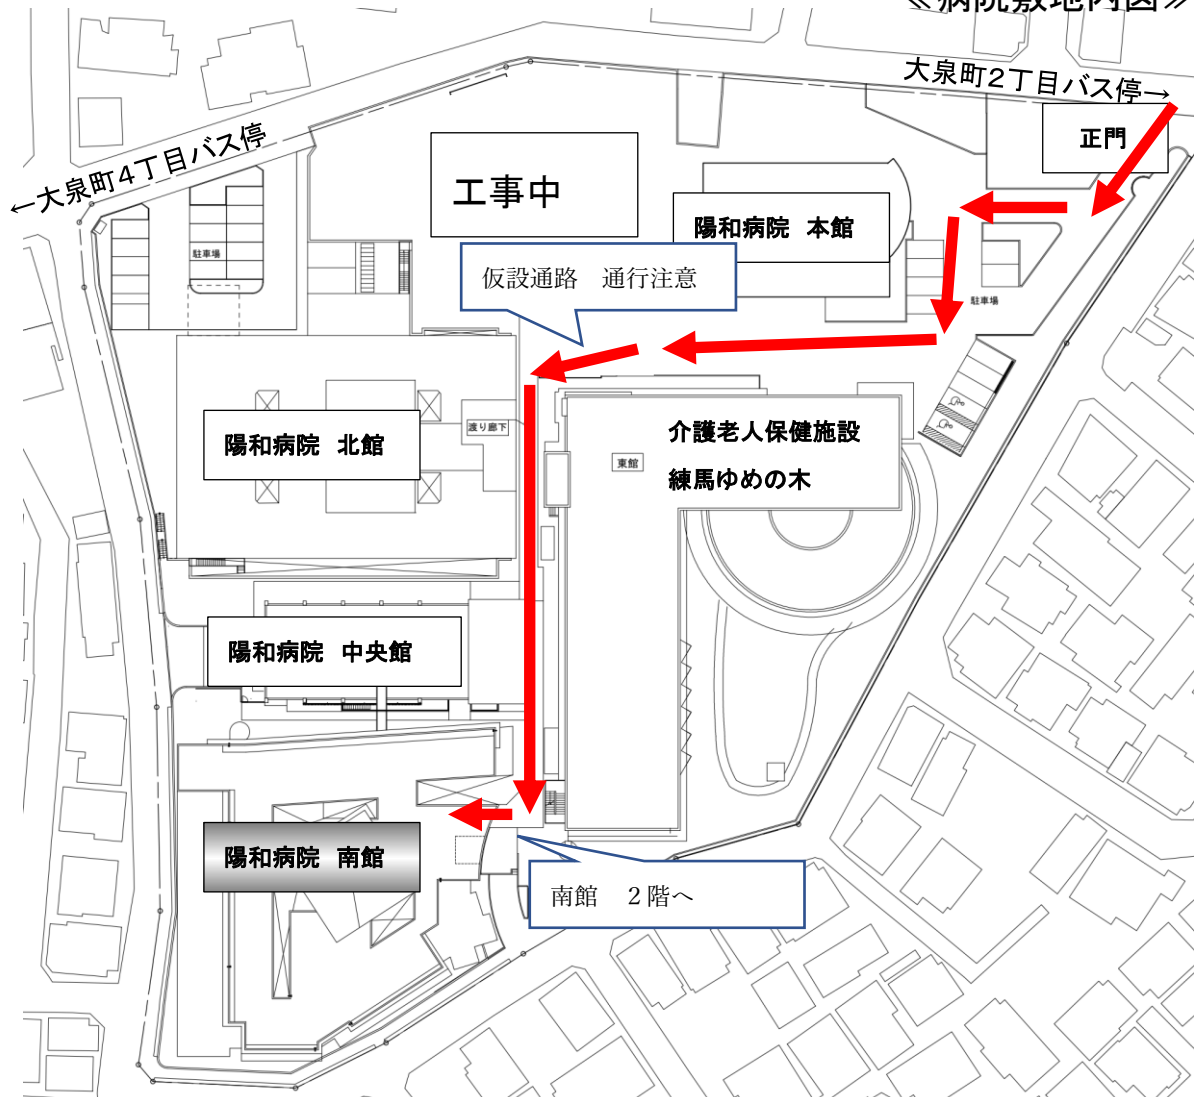 ≪病院敷地内図≫
大泉町2丁目バス停→
正門
←大泉町4丁目バス停
工事中
陽和病院 本館
駐車場
仮設通路 通行注意
駐車場
陽和病院 北館
渡り廊下
介護老人保健施設
練馬ゆめの木
東館
陽和病院 中央館
陽和病院 南館
南館 2階へ